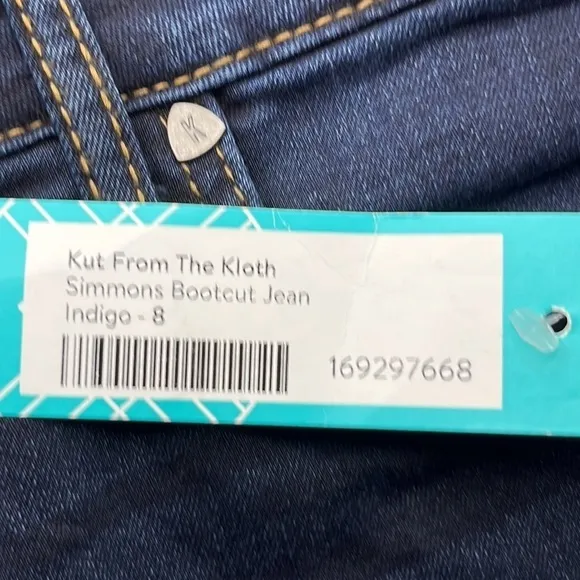 K
Kut From The Kloth
Simmons Bootcut Jean
Indigo - 8
169297668